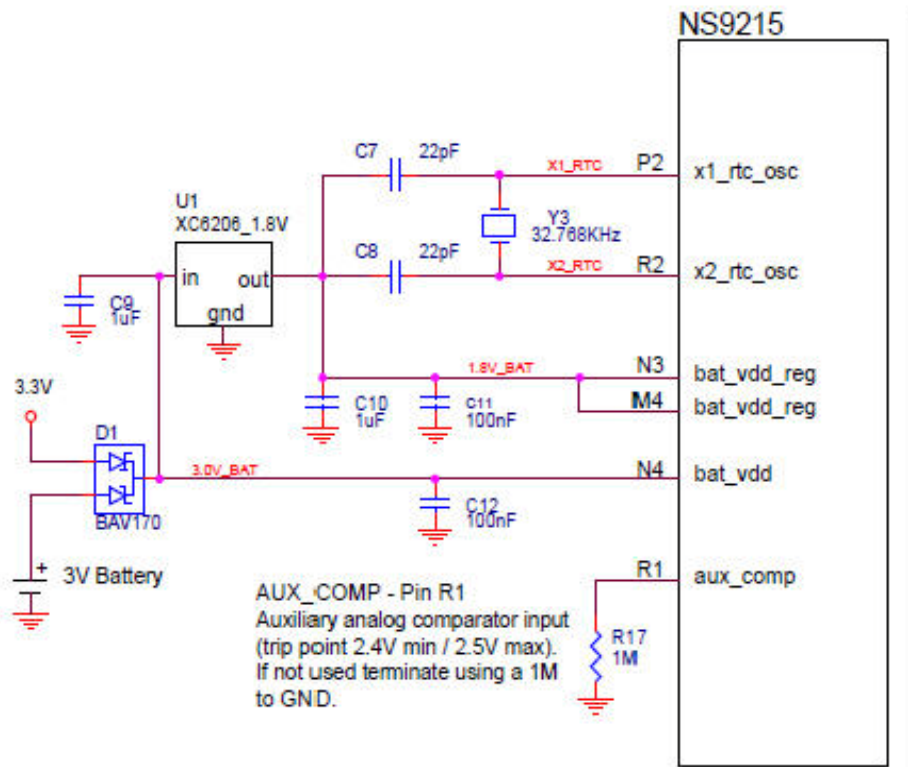 NS9215
C7
22pF
X1_RTC
P2
x1_rtc_osc
U1
XC6206_1.8V
Y3
32.768KHz
C8
22pF
X2_RTC
R2
x2_rtc_osc
in
out
gnd
C9
1uF
1.8V_BAT
N3
bat_vdd_reg
M4
bat_vdd_reg
C10
1uF
C11
100nF
3.3V
D1
3.0V_BAT
N4
bat_vdd
BAV170
C12
100nF
+
3V Battery
R1
aux_comp
AUX_COMP - Pin R1
Auxiliary analog comparator input
(trip point 2.4V min / 2.5V max).
If not used terminate using a 1M
to GND.
R17
1M